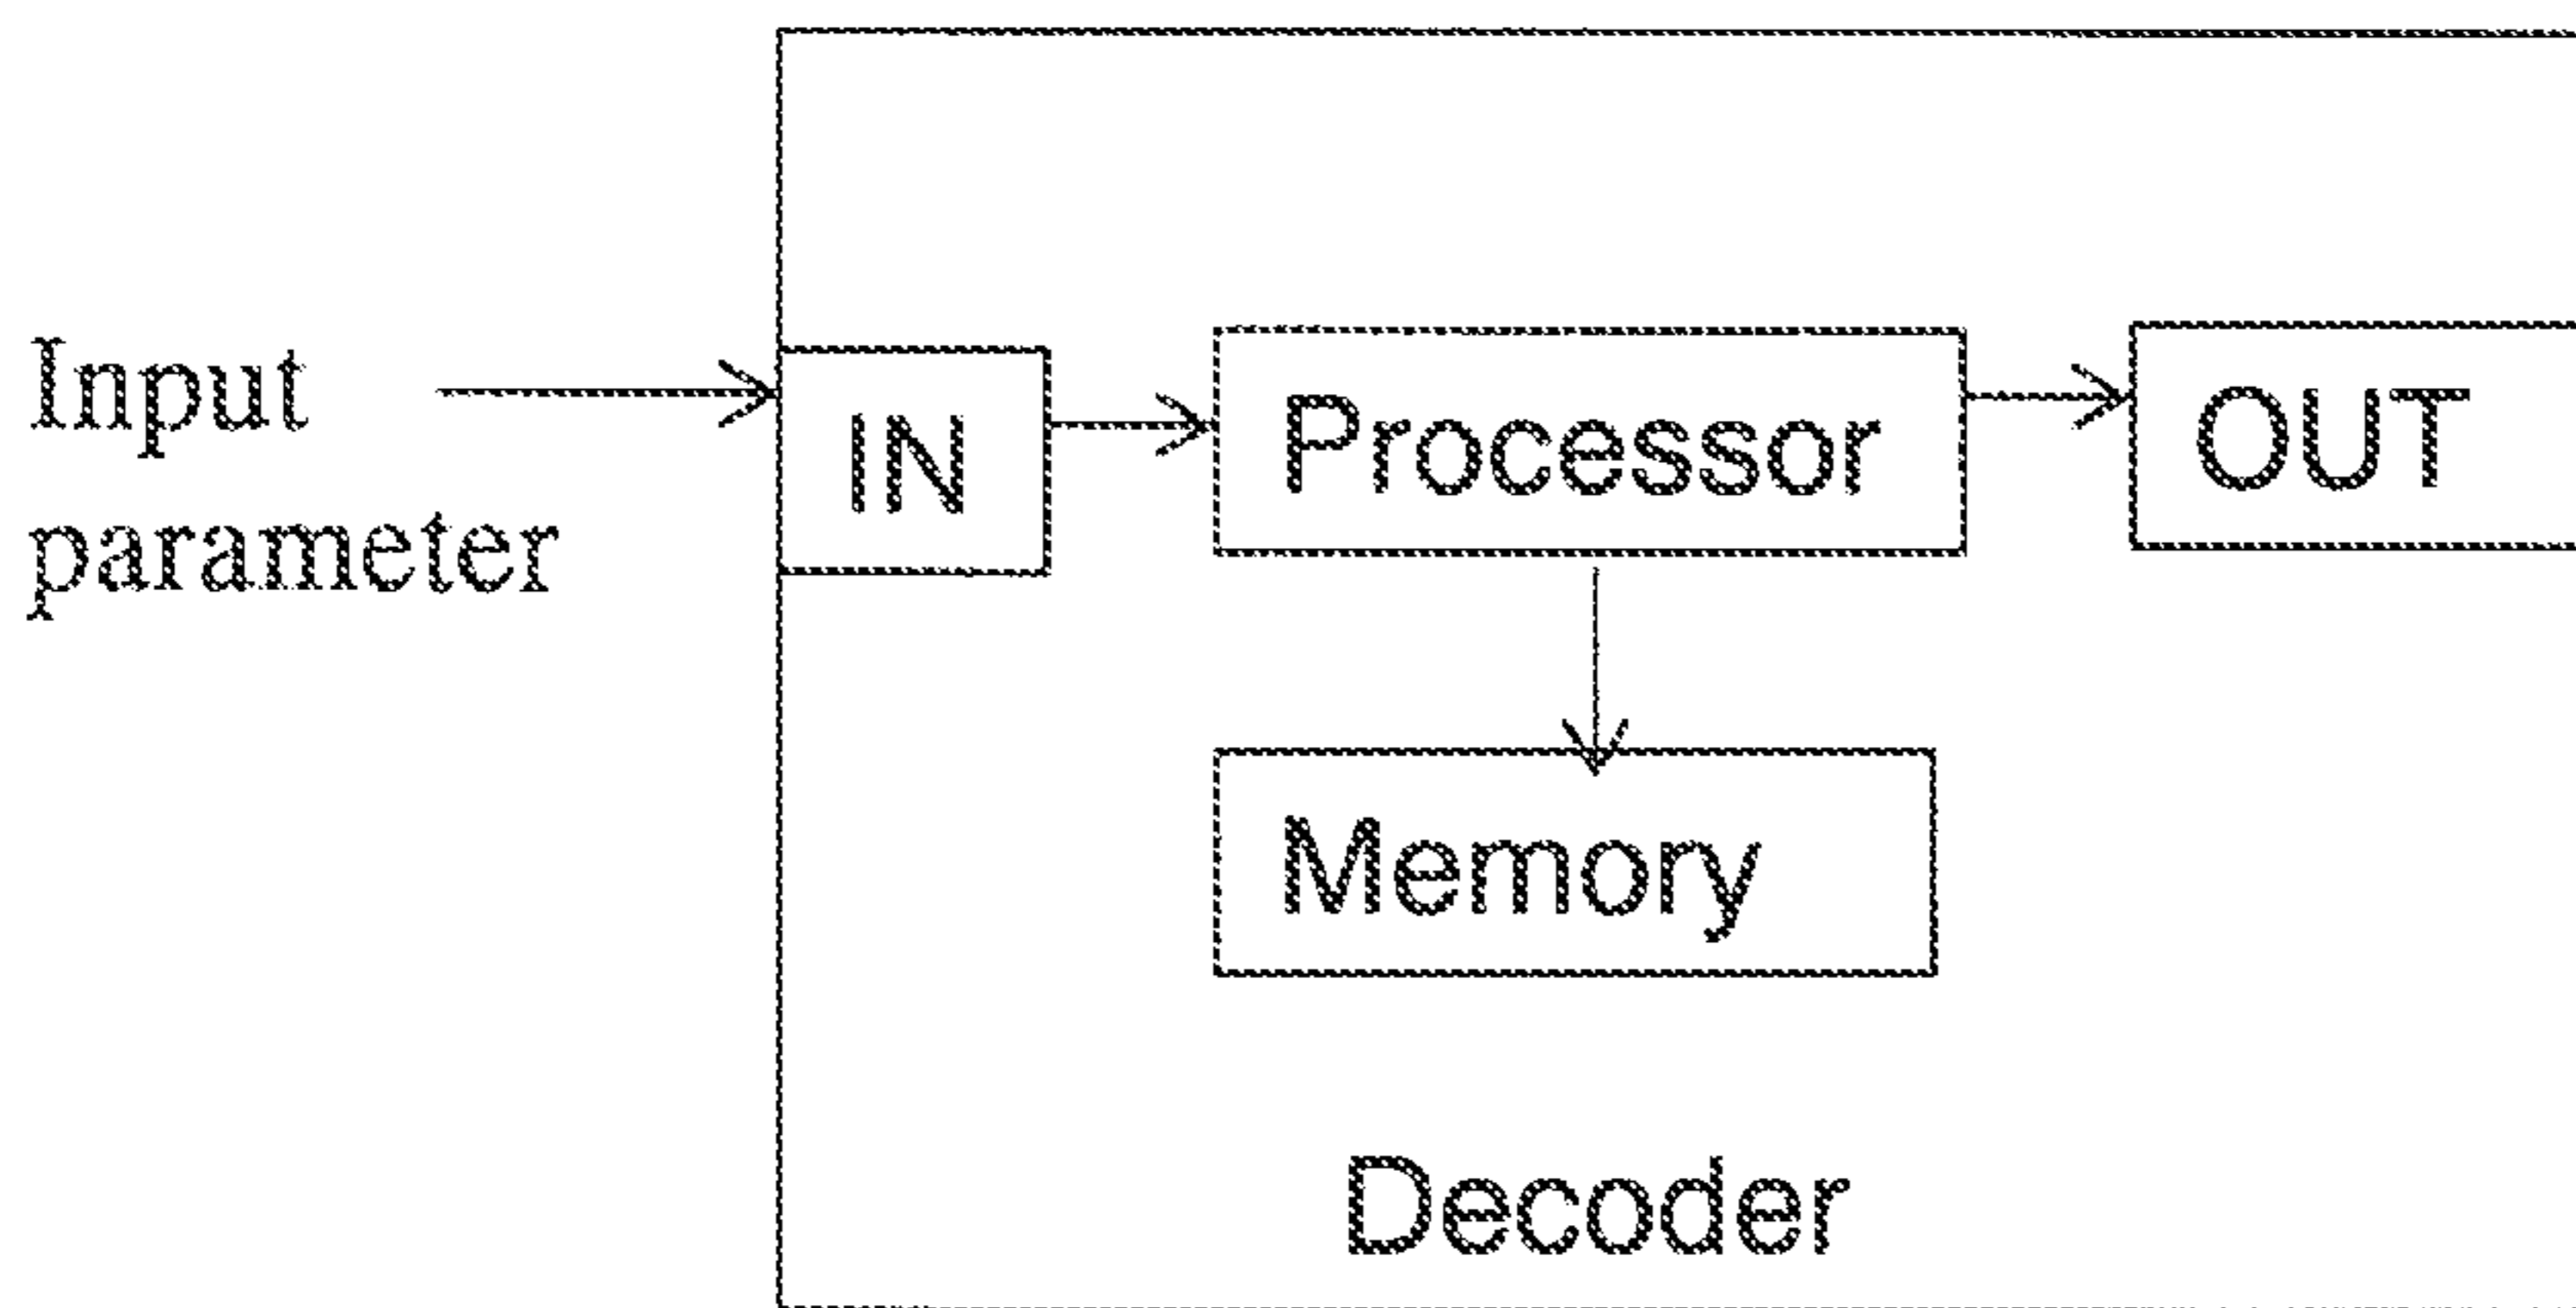 Input
parameter
IN
Processor
OUT
Memory
Decoder